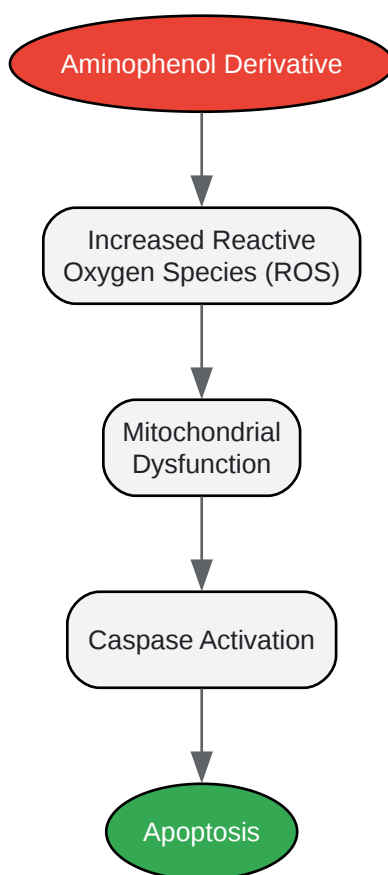 Aminophenol Derivative
Increased Reactive
Oxygen Species (ROS)
Mitochondrial
Dysfunction
Caspase Activation
Apoptosis